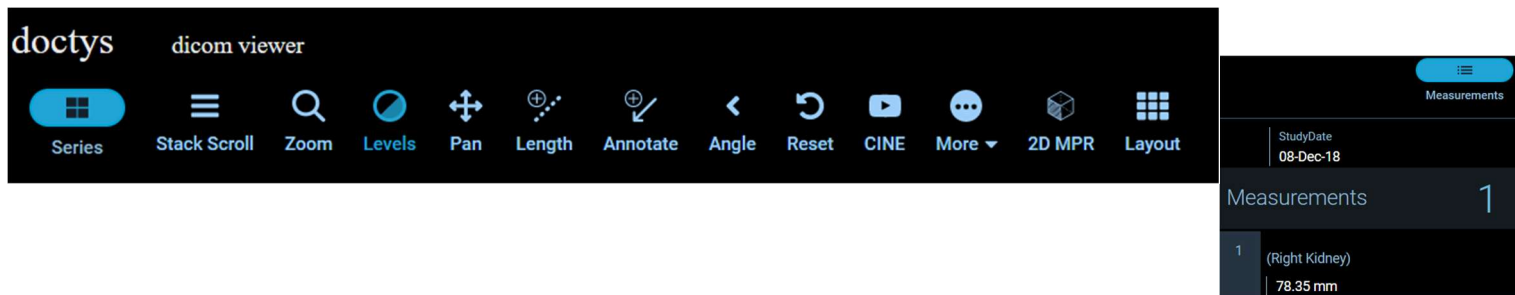 doctys dicom viewer
Series Stack Scroll Zoom Levels Pan Length Annotate Angle Reset CINE More 2D MPR Layout
Measurements
StudyDate
08-Dec-18
Measurements 1
1 (Right Kidney)
78.35 mm